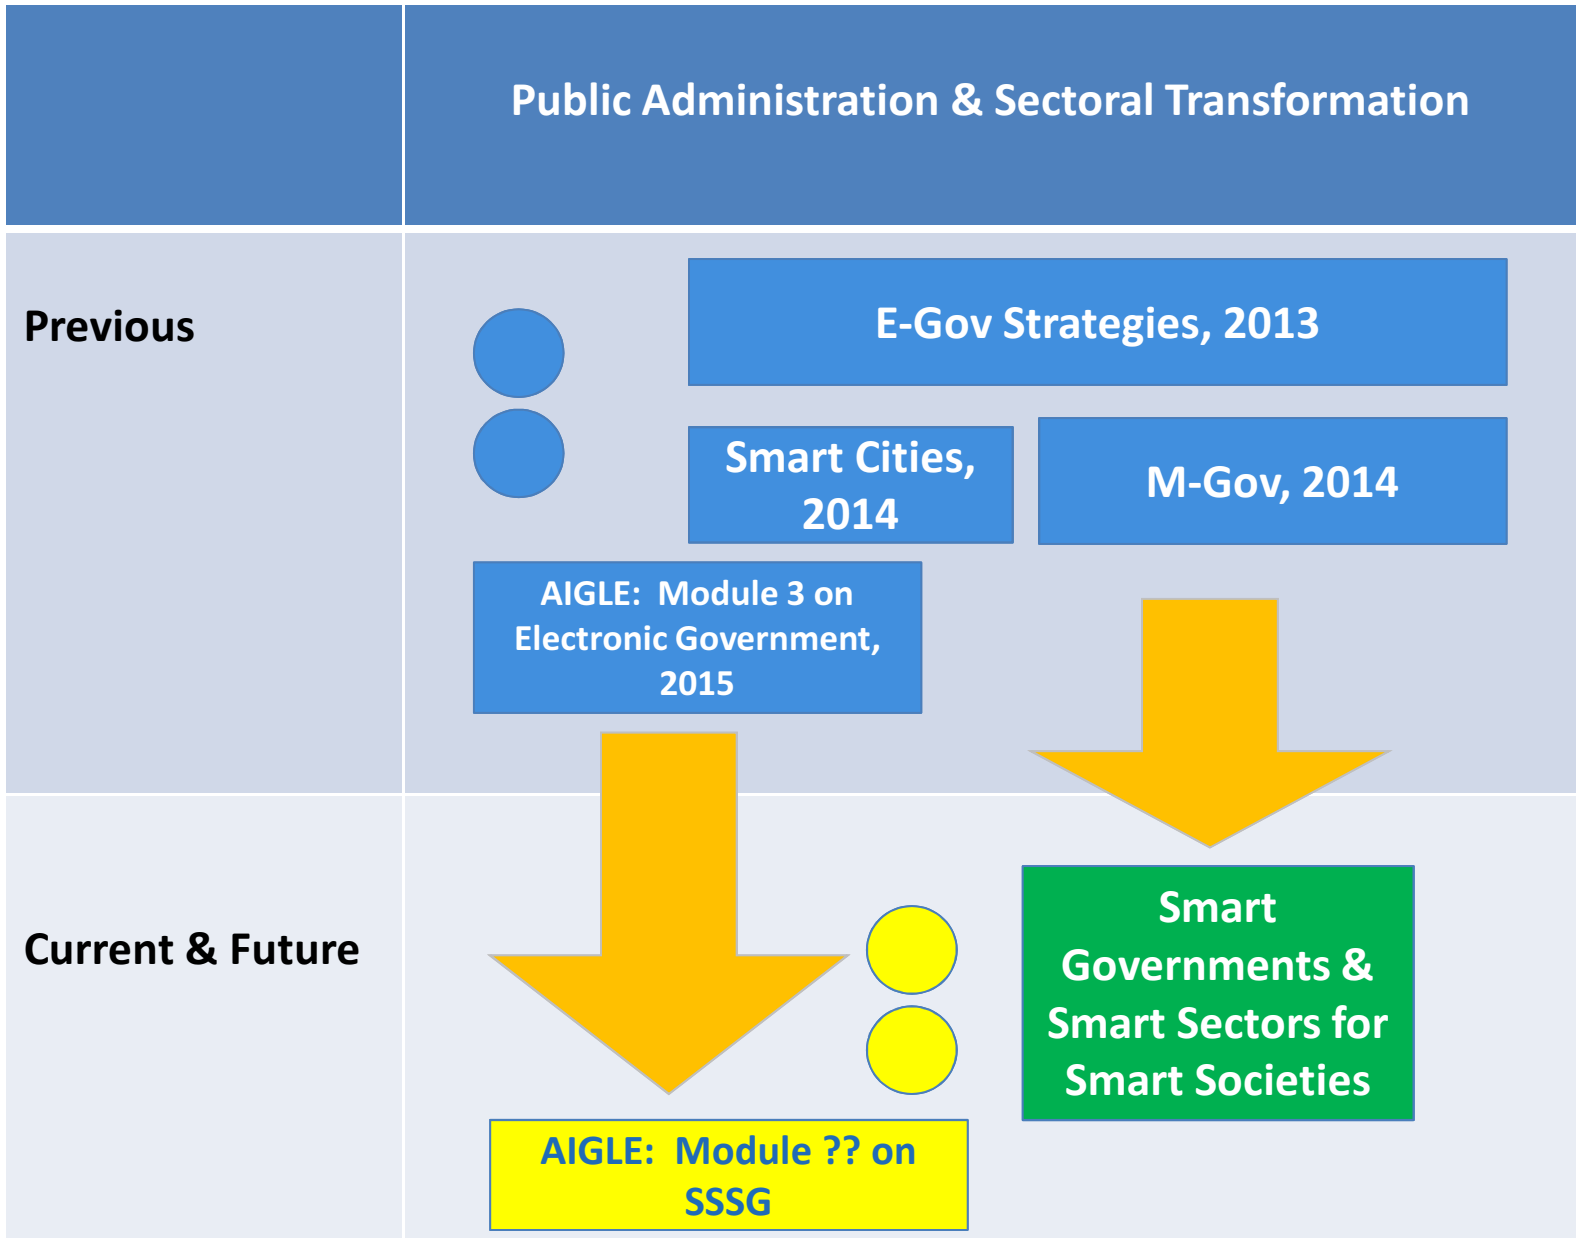 Public Administration & Sectoral Transformation
Previous
E-Gov Strategies, 2013
Smart Cities,
2014
M-Gov, 2014
AIGLE:  Module 3 on
Electronic Government,
2015
Current & Future
Smart
Governments &
Smart Sectors for
Smart Societies
AIGLE:  Module ?? on
SSSG